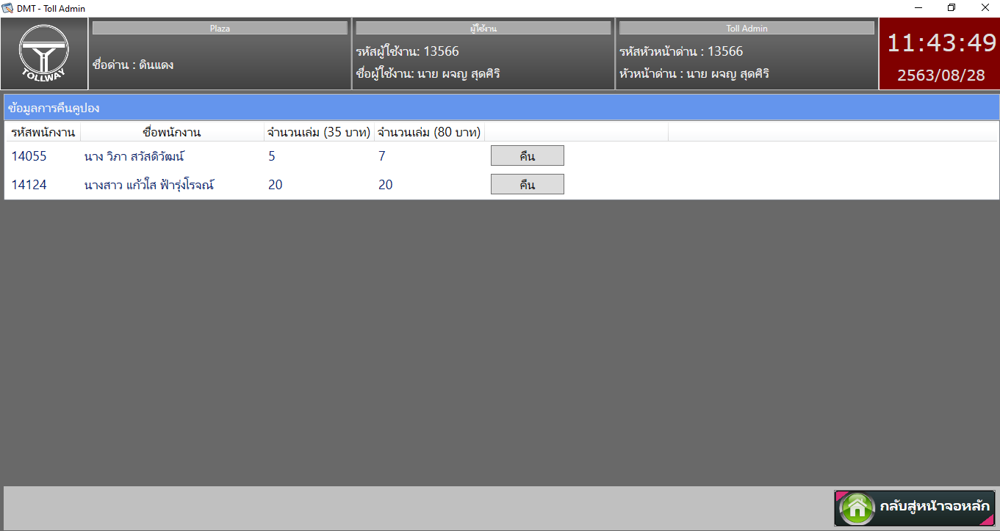 DMT - Toll Admin
TOLLWAY
Plaza
ชื่อด่าน : ดินแดง
ผู้ใช้งาน
รหัสผู้ใช้งาน: 13566
ชื่อผู้ใช้งาน: นาย ผจญ สุดศิริ
Toll Admin
รหัสหัวหน้าด่าน : 13566
หัวหน้าด่าน : นาย ผจญ สุดศิริ
11:43:49
2563/08/28
ข้อมูลการคืนคูปอง
รหัสพนักงาน ชื่อพนักงาน จำนวนเล่ม (35 บาท) จำนวนเล่ม (80 บาท)
14055 นาง วิภา สวัสดิวัฒน์ 5 7 คืน
14124 นางสาว แก้วใส ฟ้ารุ่งโรจณ์ 20 20 คืน
กลับสู่หน้าจอหลัก